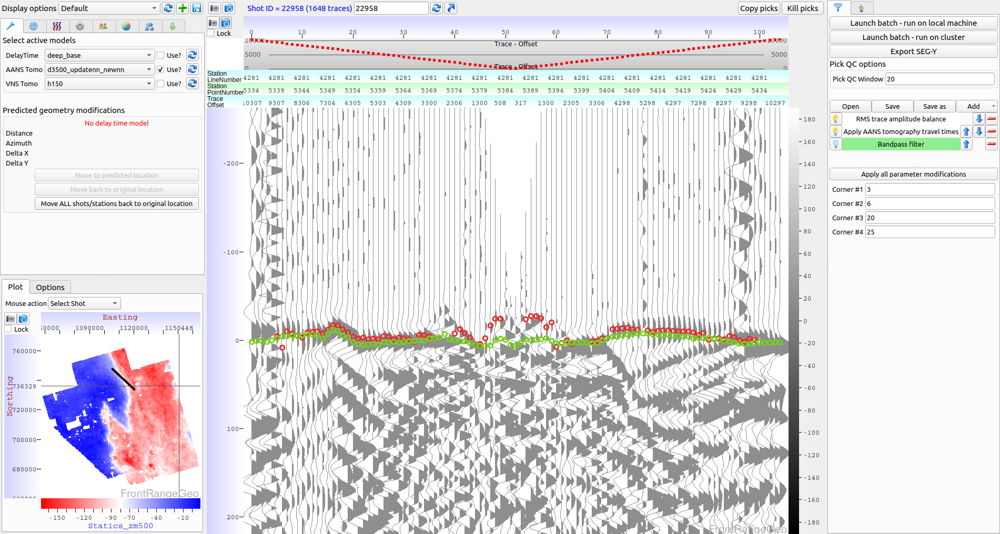 Display options Default
Shot ID = 22958 (1648 traces) 22958
Copy picks Kill picks
Lock
Select active models
DelayTime deep_base Use?
AANS Tomo d3500_updatenn_newnn Use?
VNS Tomo h150 Use?
Predicted geometry modifications
No delay time model
Distance
Azimuth
Delta X
Delta Y
Move to predicted location
Move back to original location
Move ALL shots/stations back to original location
Plot Options
Mouse action Select Shot
Lock
Easting
1090000 1120000 1150448
Northing
760000
736329
720000
700000
680000
FrontRangeGeo
-150 -120 -90 -70 -40 -10
Statics_zm500
0 10 20 30 40 50 60 70 80 90 100
10000 Trace - Offset 10000
5000 5000
0 Trace - Offset 0
Station
LineNumber 4281 4281 4281 4281 4281 4281 4281 4281 4281 4281 4281 4281 4281 4281 4281 4281 4281 4281 4281 4281 4281
Station
PointNumber 5334 5339 5344 5349 5354 5359 5364 5369 5374 5379 5384 5389 5394 5399 5404 5409 5414 5419 5424 5429 5434
Trace
Offset 10307 9307 8306 7304 6305 5303 4309 3300 2306 1300 508 317 1300 2305 3306 4298 5298 6297 7298 8297 9298 10297
-200
-100
0
100
200
FrontRangeGeo
180
160
140
120
100
80
60
40
20
0
-20
-40
-60
-80
-100
-120
-140
-160
-180
Launch batch - run on local machine
Launch batch - run on cluster
Export SEG-Y
Pick QC options
Pick QC Window 20
Open Save Save as Add
RMS trace amplitude balance
Apply AANS tomography travel times
Bandpass filter
Apply all parameter modifications
Corner #1 3
Corner #2 6
Corner #3 20
Corner #4 25